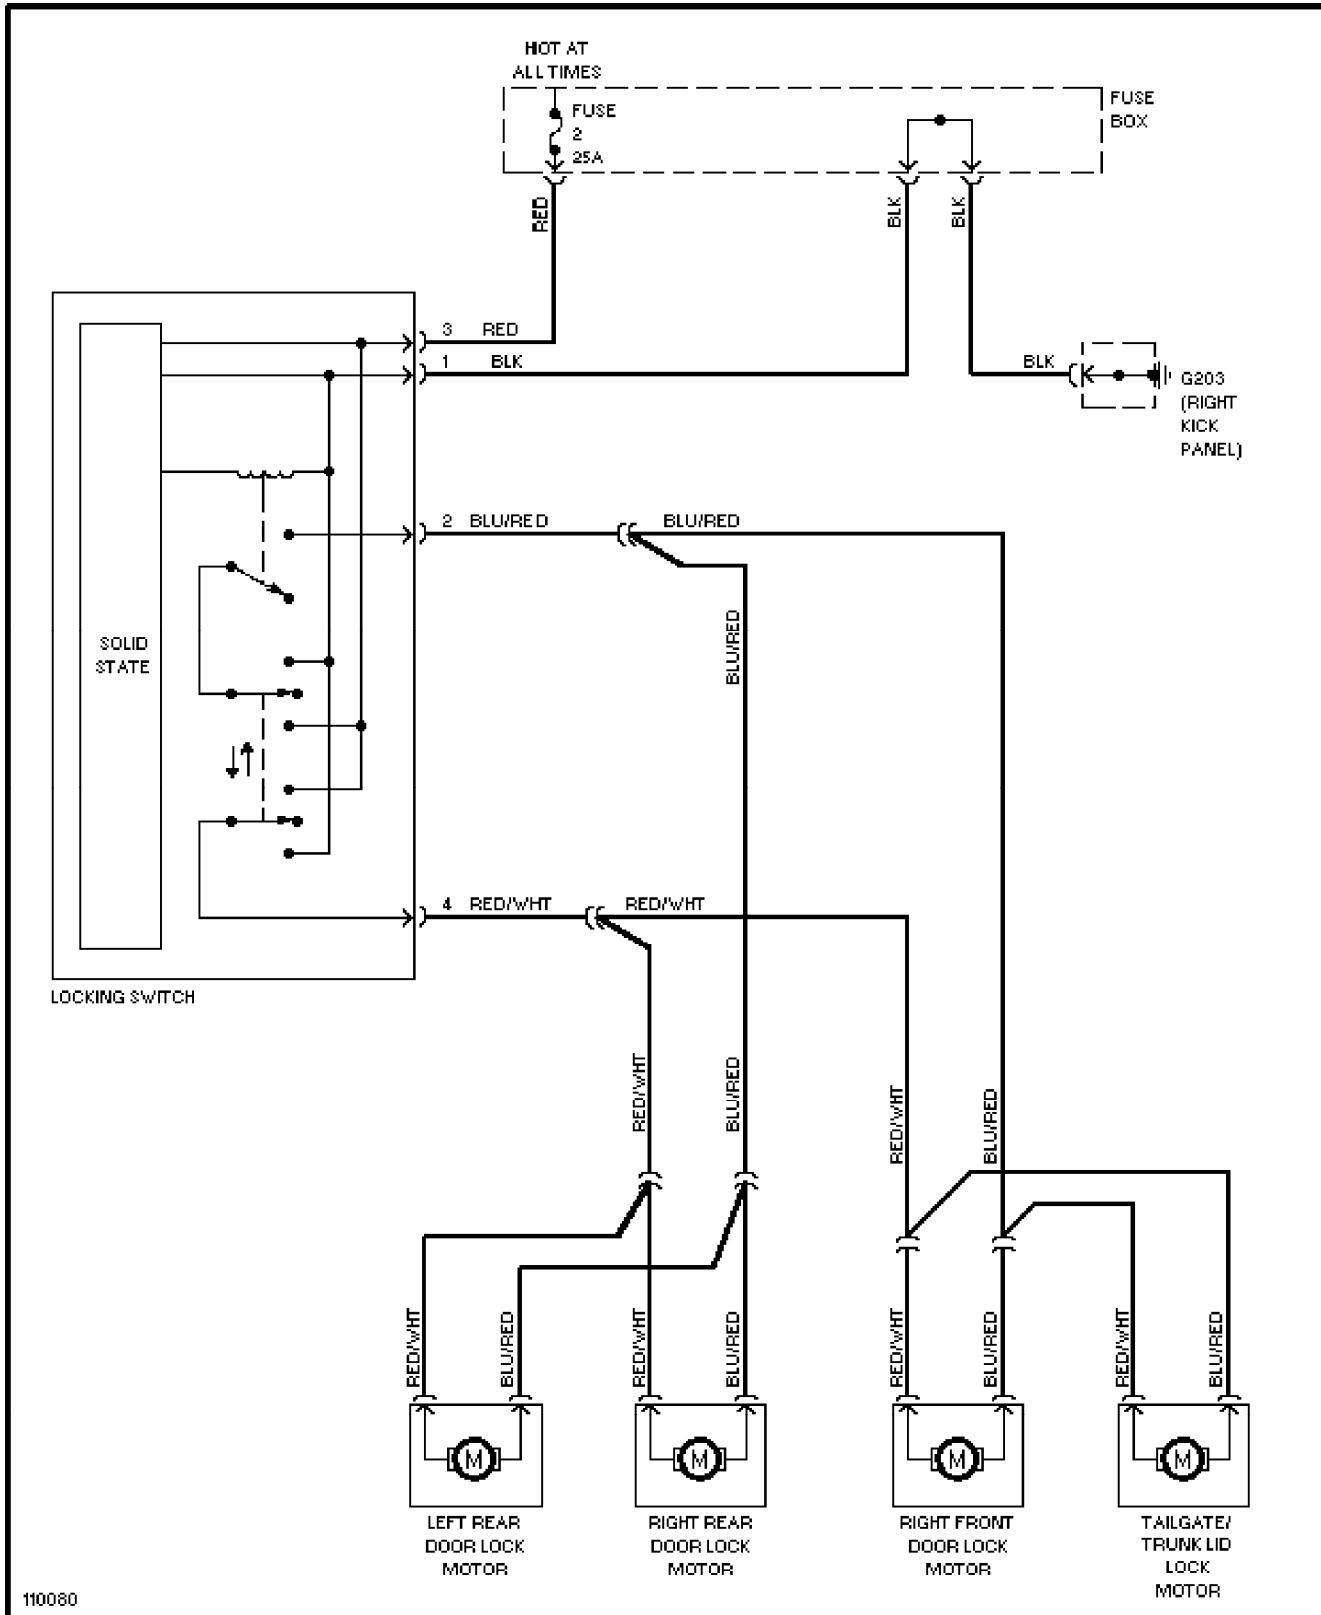 HOT AT
ALL TIMES
FUSE
2
25A
FUSE
BOX
RED
BLK
BLK
3 RED
1 BLK
BLK
G203
(RIGHT
KICK
PANEL)
2 BLU/RED
BLU/RED
BLU/RED
SOLID
STATE
4 RED/WHT
RED/WHT
LOCKING SWITCH
RED/WHT
BLU/RED
RED/WHT
BLU/RED
RED/WHT
BLU/RED
RED/WHT
BLU/RED
RED/WHT
BLU/RED
RED/WHT
BLU/RED
M
M
M
M
LEFT REAR
DOOR LOCK
MOTOR
RIGHT REAR
DOOR LOCK
MOTOR
RIGHT FRONT
DOOR LOCK
MOTOR
TAILGATE/
TRUNK LID
LOCK
MOTOR
110080